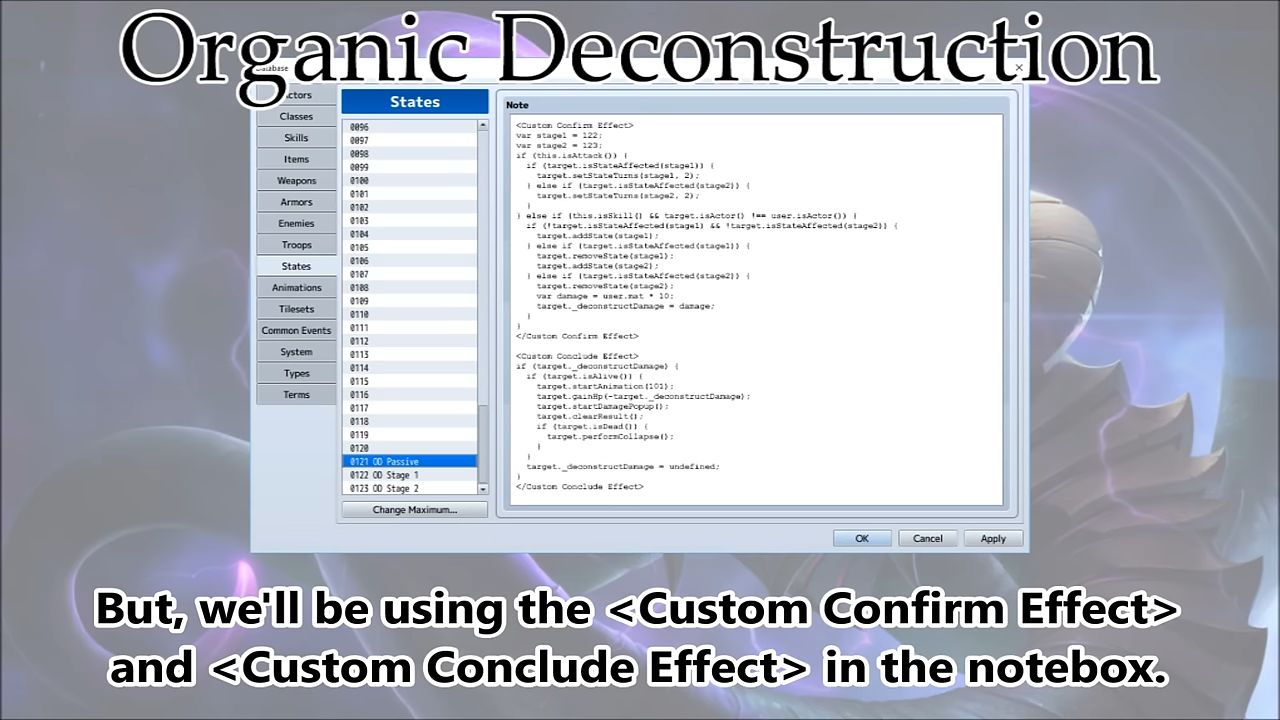 Organic Deconstruction
Database
Actors
Classes
Skills
Items
Weapons
Armors
Enemies
Troops
States
Animations
Tilesets
Common Events
System
Types
Terms
States
0096
0097
0098
0099
0100
0101
0102
0103
0104
0105
0106
0107
0108
0109
0110
0111
0112
0113
0114
0115
0116
0117
0118
0119
0120
0121 OD Passive
0122 OD Stage 1
0123 OD Stage 2
Change Maximum...
Note
<Custom Confirm Effect>
var stage1 = 122;
var stage2 = 123;
if (this.isAttack()) {
  if (target.isStateAffected(stage1)) {
    target.setStateTurns(stage1, 2);
  } else if (target.isStateAffected(stage2)) {
    target.setStateTurns(stage2, 2);
  }
} else if (this.isSkill() && target.isActor() !== user.isActor()) {
  if (!target.isStateAffected(stage1) && !target.isStateAffected(stage2)) {
    target.addState(stage1);
  } else if (target.isStateAffected(stage1)) {
    target.removeState(stage1);
    target.addState(stage2);
  } else if (target.isStateAffected(stage2)) {
    target.removeState(stage2);
    var damage = user.mat * 10;
    target._deconstructDamage = damage;
  }
}
</Custom Confirm Effect>
<Custom Conclude Effect>
if (target._deconstructDamage) {
  if (target.isAlive()) {
    target.startAnimation(101);
    target.gainHp(-target._deconstructDamage);
    target.startDamagePopup();
    target.clearResult();
    if (target.isDead()) {
      target.performCollapse();
    }
  }
  target._deconstructDamage = undefined;
}
</Custom Conclude Effect>
OK
Cancel
Apply
But, we'll be using the <Custom Confirm Effect>
and <Custom Conclude Effect> in the notebox.